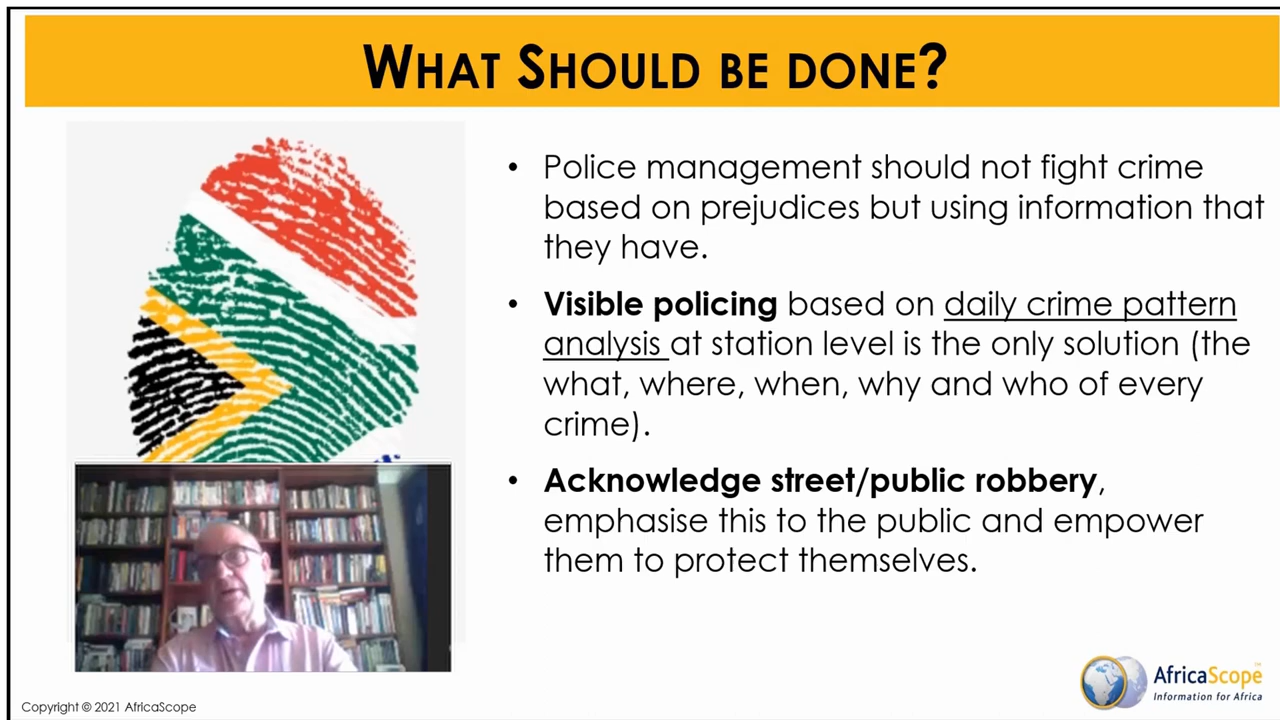 WHAT SHOULD BE DONE?
• Police management should not fight crime
based on prejudices but using information that
they have.
• Visible policing based on daily crime pattern
analysis at station level is the only solution (the
what, where, when, why and who of every
crime).
• Acknowledge street/public robbery,
emphasise this to the public and empower
them to protect themselves.
AfricaScope™
Information for Africa
Copyright © 2021 AfricaScope